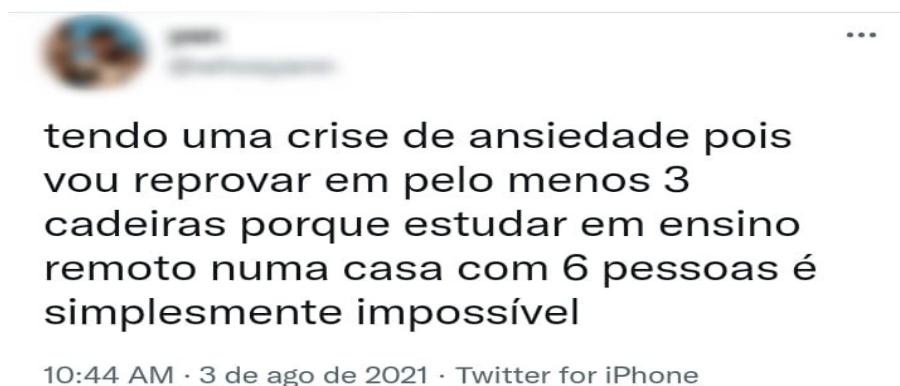 tendo uma crise de ansiedade pois
vou reprovar em pelo menos 3
cadeiras porque estudar em ensino
remoto numa casa com 6 pessoas é
simplesmente impossível
10:44 AM · 3 de ago de 2021 · Twitter for iPhone